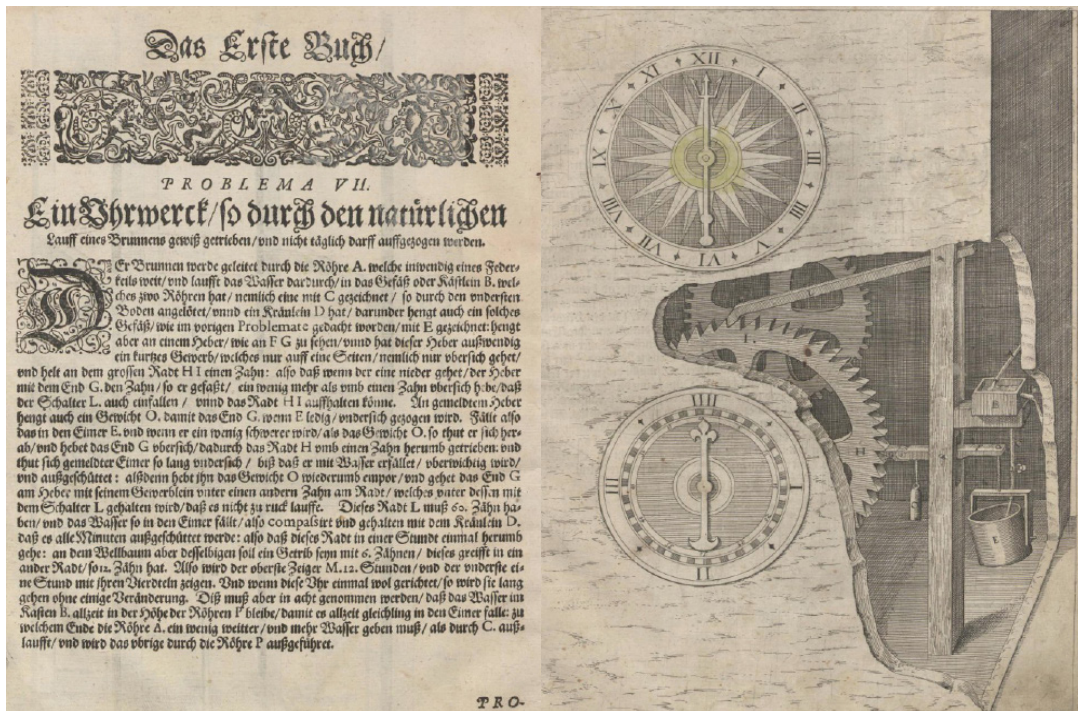 Das Erste Buch/
PROBLEMA VII.
Ein Vhrwerck/so durch den natürlichen
Lauff eines Brunnens gewiß getrieben/vnd nicht täglich darff auffgezogen werden.
DEr Brunnen werde geleitet durch die Röhre A. welche inwendig eines Feder-
keils weit/vnd laufft das Wasser dardurch/in das Gefäß oder Kästlein B. wel-
ches zwo Röhren hat/nemlich eine mit C gezeichnet/so durch den vndersten
Boden angelötet/vnnd ein Kränlein D hat/darunder hengt auch ein solches
Gefäß/wie im vorigen Problemate gedacht worden/mit E gezeichnet: hengt
aber an einem Heber/wie an F G zu sehen/vnnd hat dieser Heber außwendig
ein kurtzes Gewerb/welches nur auff eine Seiten/nemlich nur vbersich gehet/
vnd helt an dem grossen Radt H I einen Zahn: also daß wenn der eine nieder gehet/der Heber
mit dem End G. den Zahn/so er gefaßt/ein wenig mehr als vmb einen Zahn vbersich hebe/daß
der Schalter L. auch einfallen/vnnd das Radt H I auffhalten könne. An gemeldtem Heber
hengt auch ein Gewicht O. damit das End G. wenn E ledig/vndersich gezogen wird. Fällt also
das in den Eimer E. vnd wenn er ein wenig schwerer wird/als das Gewicht O. so thut er sich her-
ab/vnd hebet das End G vbersich/dadurch das Radt H vmb einen Zahn herumb getrieben: vnd
thut sich gemeldter Eimer so lang vndersich/biß daß er mit Wasser erfället/vberwichtig wird/
vnd außgeschüttet: alßdenn hebt ihn das Gewicht O wiederumb empor/vnd gehet das End G
am Heber mit seinem Gewerblein vnter einen andern Zahn am Radt/welches vnter dessen mit
dem Schalter L gehalten wird/daß es nicht zu ruck lauffe. Dieses Radt L muß 60. Zähn ha-
ben/vnd das Wasser so in den Eimer fällt/also compassirt vnd gehalten mit dem Kränlein D.
daß es alle Minuten außgeschüttet werde: also daß dieses Radt in einer Stundt einmal herumb
gehe: an dem Wellbaum aber desselbigen soll ein Getrib seyn mit 6. Zähnen/dieses greifft in ein
ander Radt/so 12. Zähn hat. Also wird der oberste Zeiger M. 12. Stunden/vnd der vnderste ei-
ne Stund mit ihren Vierdteln zeigen. Vnd wenn diese Vhr einmal wol gerichtet/so wird sie lang
gehen ohne einige Veränderung. Diß muß aber in acht genommen werden/daß das Wasser im
Kasten B. allzeit in der Höhe der Röhren P bleibe/damit es allzeit gleichling in den Eimer falle: zu
welchem Ende die Röhre A. ein wenig weitter/vnd mehr Wasser geben muß/als durch C. auß-
laufft/vnd wird das vbrige durch die Röhre P außgeführet.
PRO-
XII
I
II
III
IIII
V
VI
VII
VIII
IX
X
XI
IIII
I
II
III
H
E